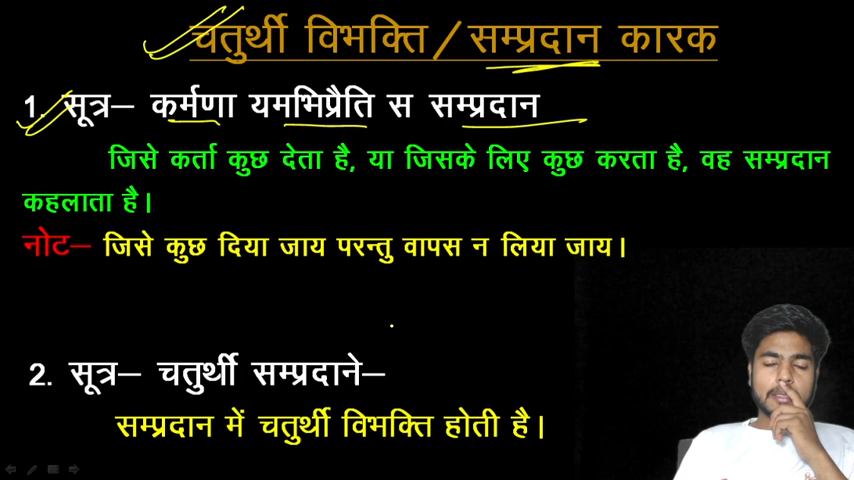 चतुर्थी विभक्ति/सम्प्रदान कारक
1. सूत्र– कर्मणा यमभिप्रैति स सम्प्रदान
जिसे कर्ता कुछ देता है, या जिसके लिए कुछ करता है, वह सम्प्रदान
कहलाता है।
नोट– जिसे कुछ दिया जाय परन्तु वापस न लिया जाय।
2. सूत्र– चतुर्थी सम्प्रदाने–
सम्प्रदान में चतुर्थी विभक्ति होती है।